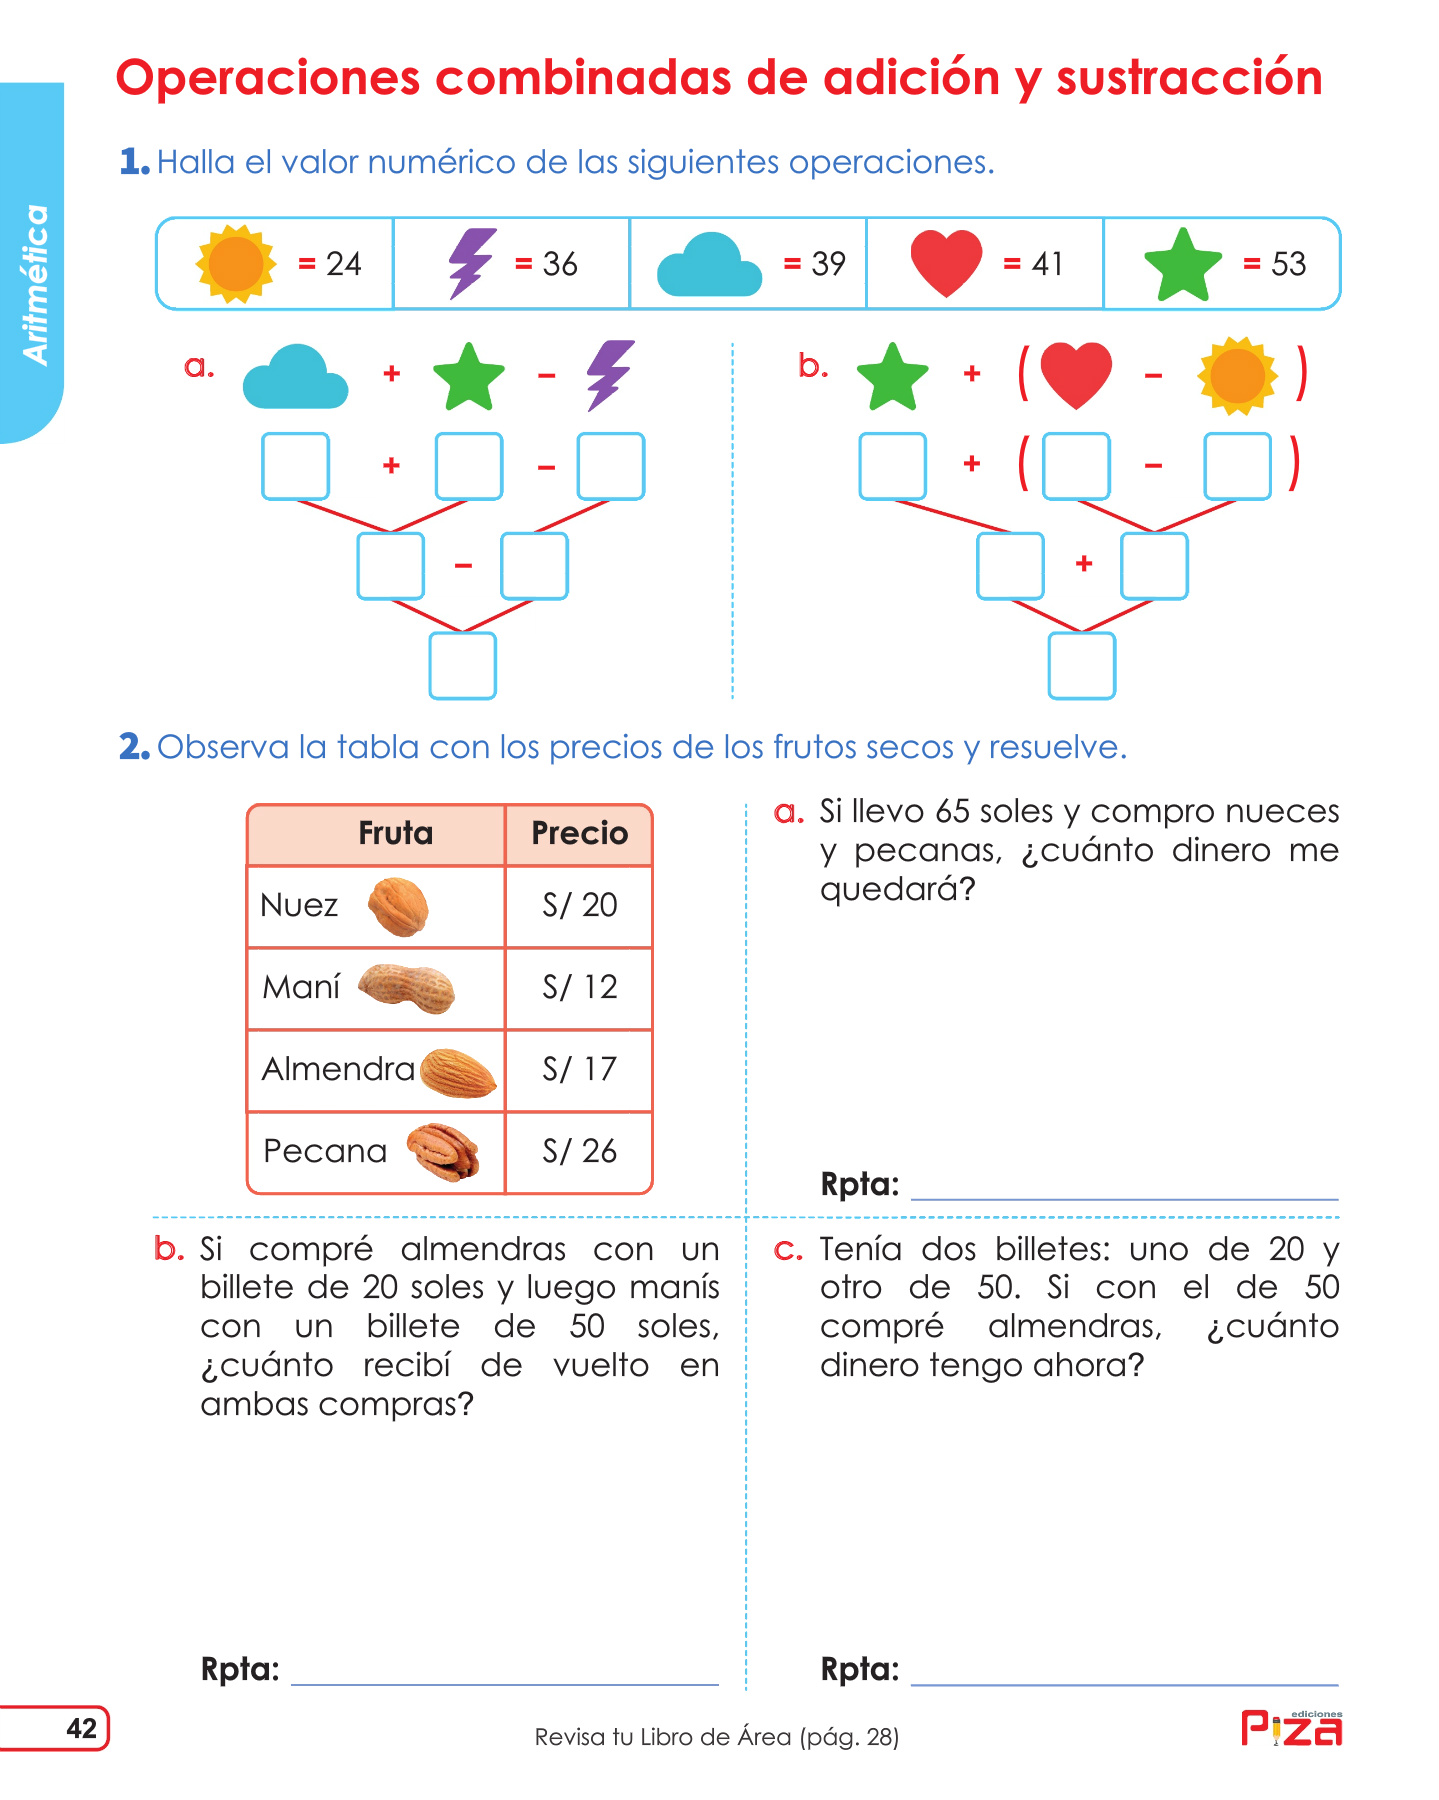 Operaciones combinadas de adición y sustracción
Aritmética
1. Halla el valor numérico de las siguientes operaciones.
= 24
= 36
= 39
= 41
= 53
a.
+ –
+ –
–
b.
+ ( – )
+ ( – )
+
2. Observa la tabla con los precios de los frutos secos y resuelve.
Fruta Precio
Nuez S/ 20
Maní S/ 12
Almendra S/ 17
Pecana S/ 26
a. Si llevo 65 soles y compro nueces
y pecanas, ¿cuánto dinero me
quedará?
Rpta:
b. Si compré almendras con un
billete de 20 soles y luego manís
con un billete de 50 soles,
¿cuánto recibí de vuelto en
ambas compras?
Rpta:
c. Tenía dos billetes: uno de 20 y
otro de 50. Si con el de 50
compré almendras, ¿cuánto
dinero tengo ahora?
Rpta:
42
Revisa tu Libro de Área (pág. 28)
ediciones
Piza